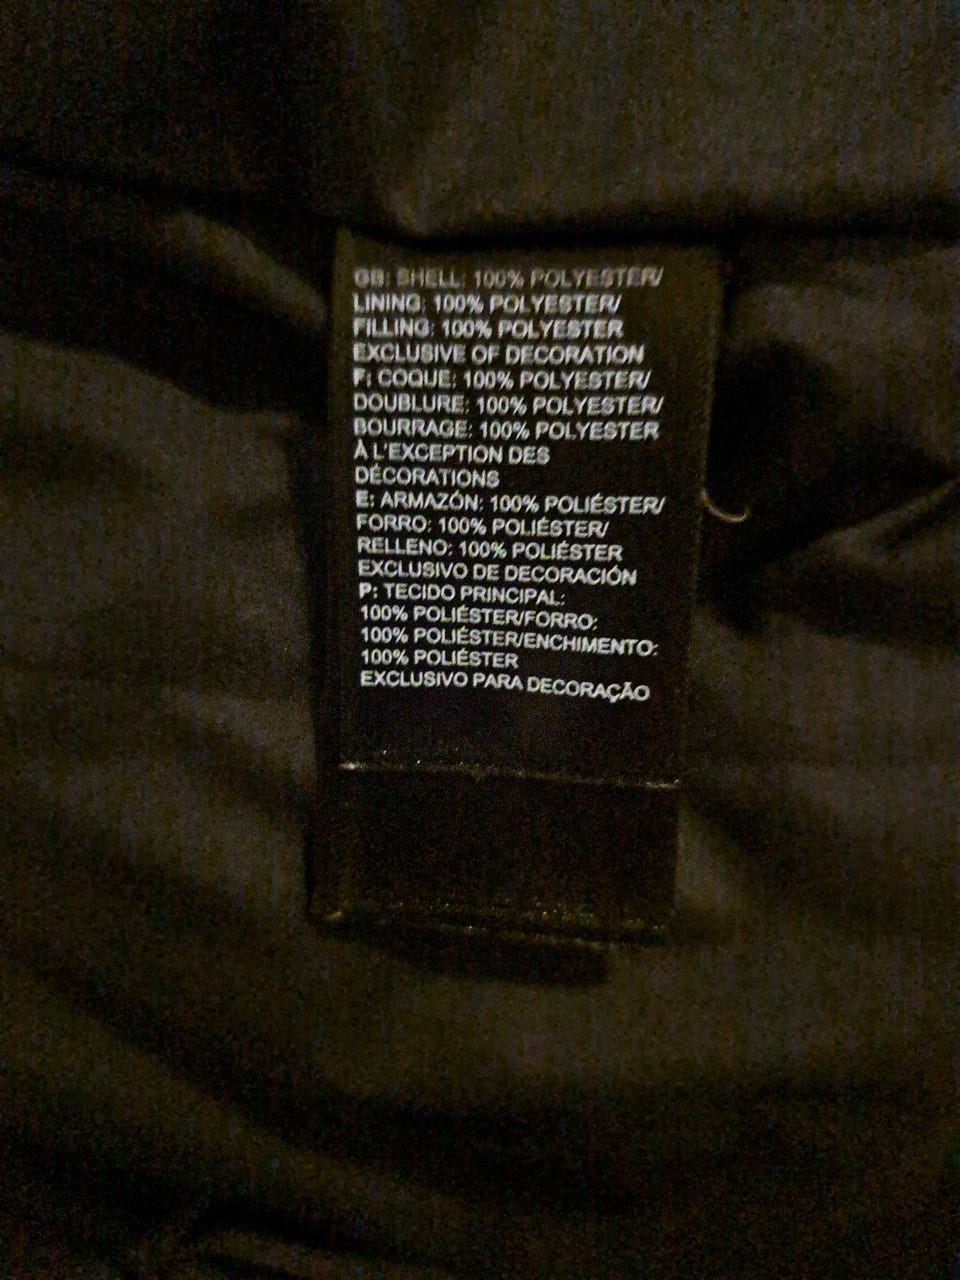 GB: SHELL: 100% POLYESTER/
LINING: 100% POLYESTER/
FILLING: 100% POLYESTER
EXCLUSIVE OF DECORATION
F: COQUE: 100% POLYESTER/
DOUBLURE: 100% POLYESTER/
BOURRAGE: 100% POLYESTER
À L'EXCEPTION DES
DÉCORATIONS
E: ARMAZÓN: 100% POLIÉSTER/
FORRO: 100% POLIÉSTER/
RELLENO: 100% POLIÉSTER
EXCLUSIVO DE DECORACIÓN
P: TECIDO PRINCIPAL:
100% POLIÉSTER/FORRO:
100% POLIÉSTER/ENCHIMENTO:
100% POLIÉSTER
EXCLUSIVO PARA DECORAÇÃO